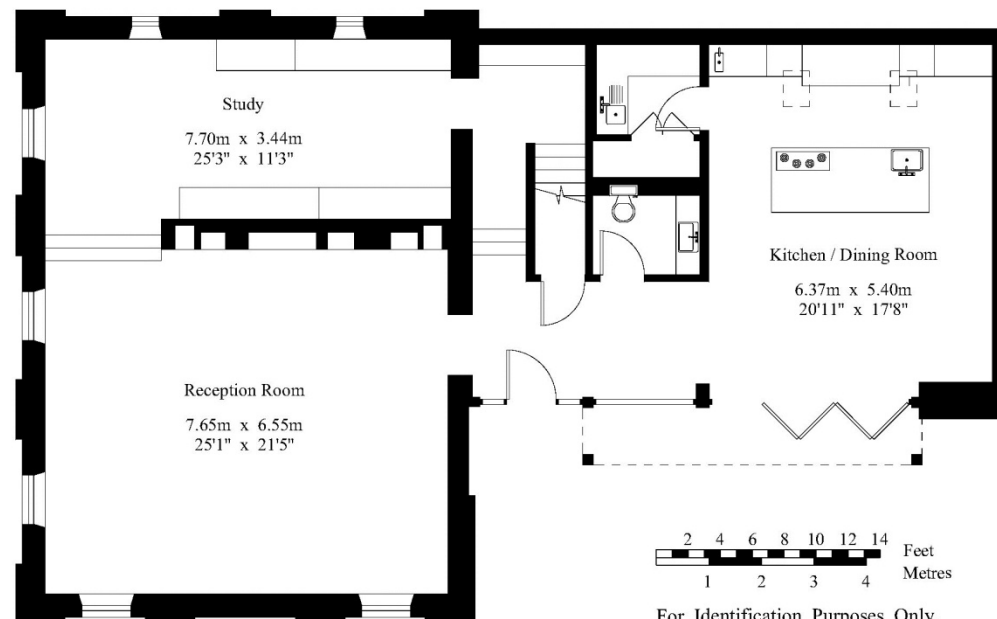 Study
7.70m x 3.44m
25'3" x 11'3"
Kitchen / Dining Room
6.37m x 5.40m
20'11" x 17'8"
Reception Room
7.65m x 6.55m
25'1" x 21'5"
2 4 6 8 10 12 14 Feet
Metres
1 2 3 4
For Identification Purposes Only